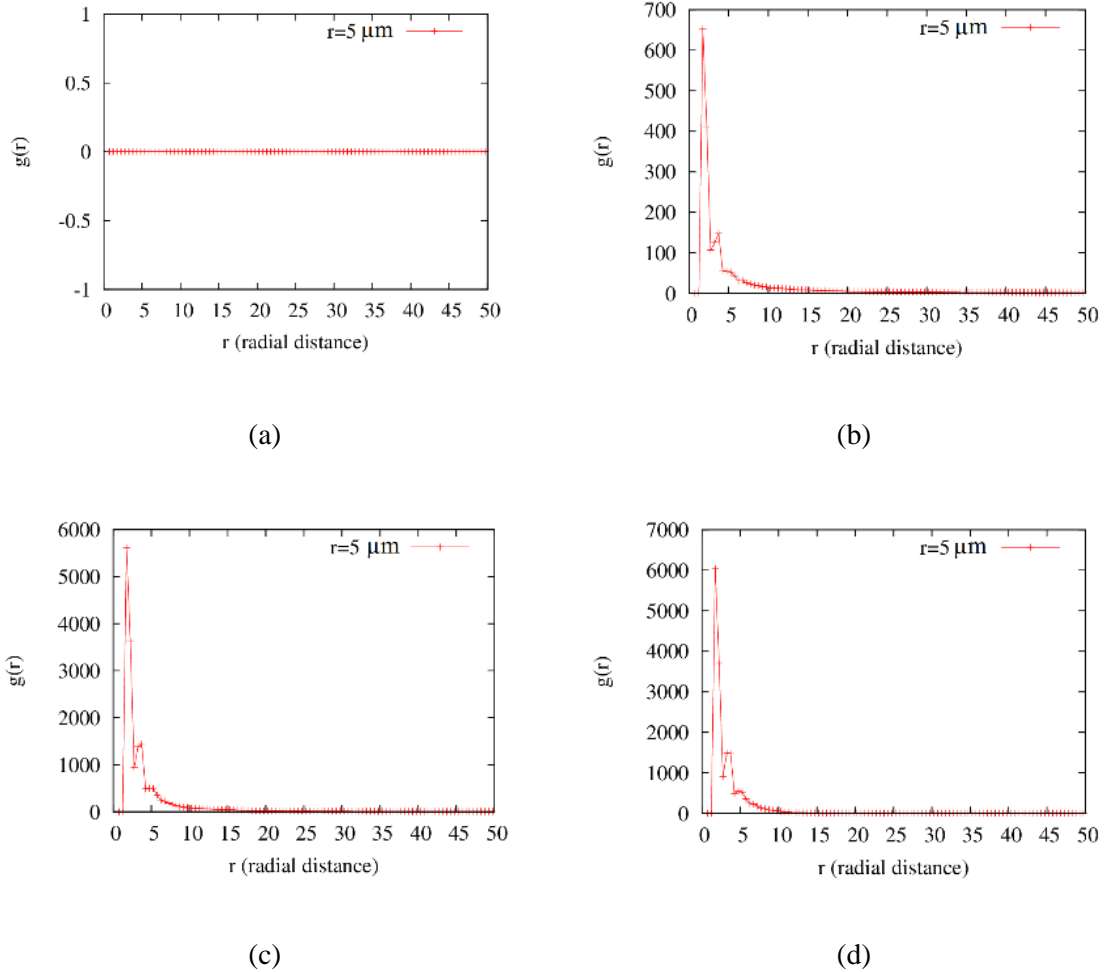 1
0.5
0
-0.5
-1
g(r)
r=5 μm
0 5 10 15 20 25 30 35 40 45 50
r (radial distance)
(a)
700
600
500
400
300
200
100
0
g(r)
r=5 μm
0 5 10 15 20 25 30 35 40 45 50
r (radial distance)
(b)
6000
5000
4000
3000
2000
1000
0
g(r)
r=5 μm
0 5 10 15 20 25 30 35 40 45 50
r (radial distance)
(c)
7000
6000
5000
4000
3000
2000
1000
0
g(r)
r=5 μm
0 5 10 15 20 25 30 35 40 45 50
r (radial distance)
(d)